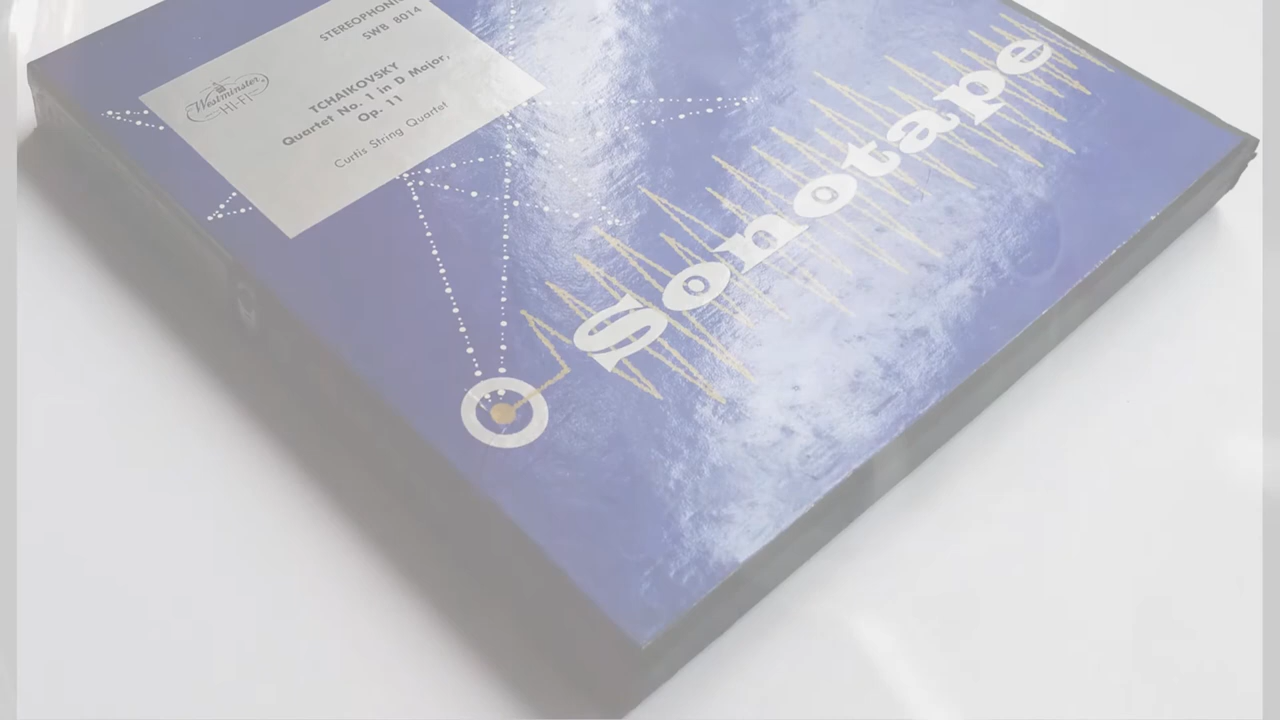 STEREOPHONIC
SWB 8014
Westminster
HI-FI
TCHAIKOVSKY
Quartet No. 1 in D Major,
Op. 11
Curtis String Quartet
Sonotape